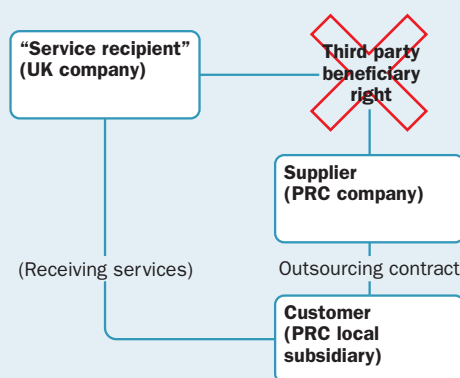 “Service recipient”
(UK company)
Third party
beneficiary
right
Supplier
(PRC company)
(Receiving services)
Outsourcing contract
Customer
(PRC local
subsidiary)